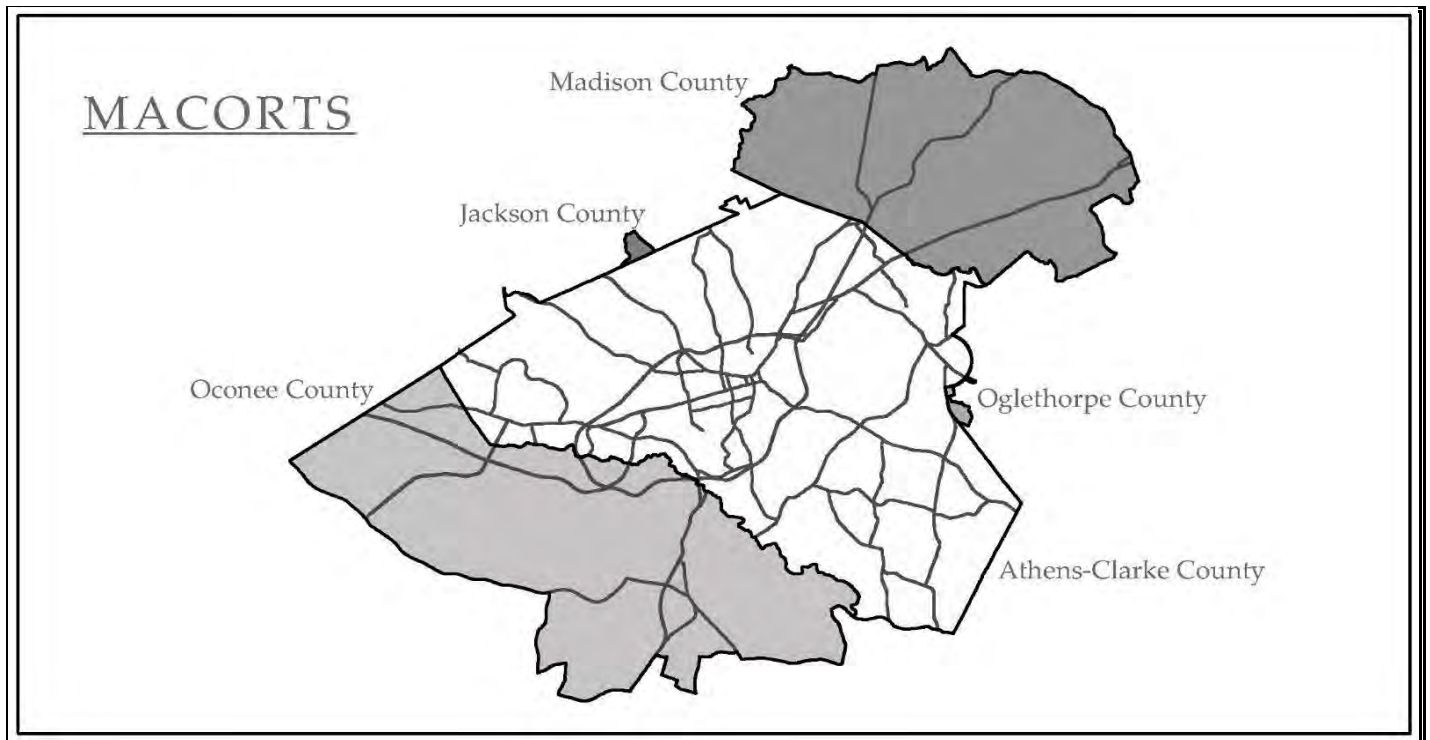 MACORTS
Madison County
Jackson County
Oconee County
Oglethorpe County
Athens-Clarke County